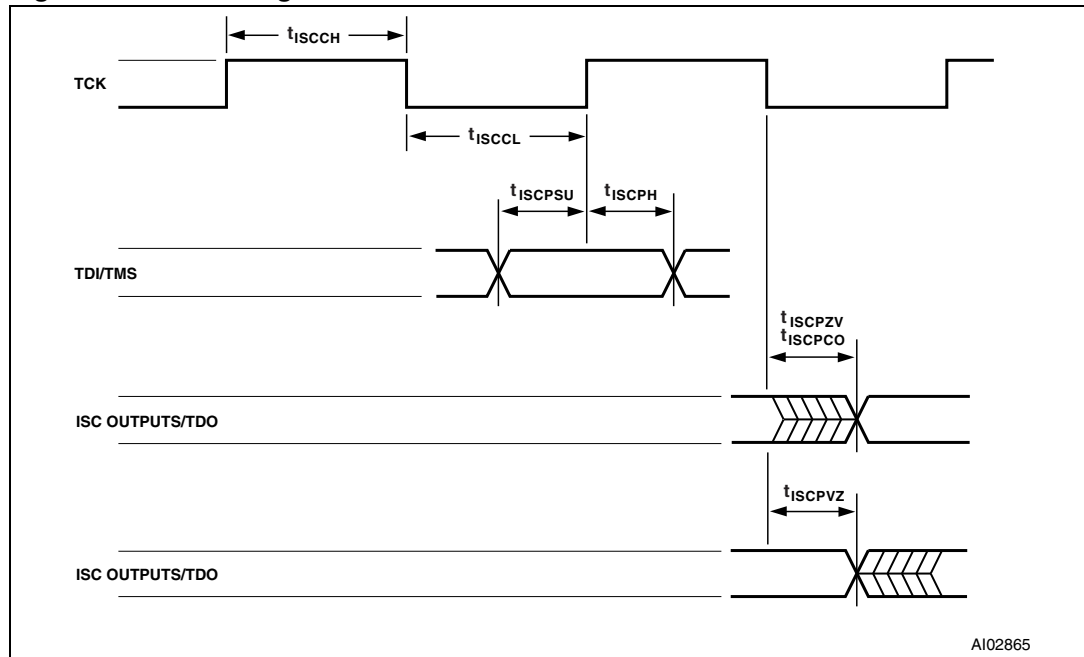 tISCCH
TCK
tISCCL
tISCPSU
tISCPH
TDI/TMS
tISCPZV
tISCPCO
ISC OUTPUTS/TDO
tISCPVZ
ISC OUTPUTS/TDO
AI02865